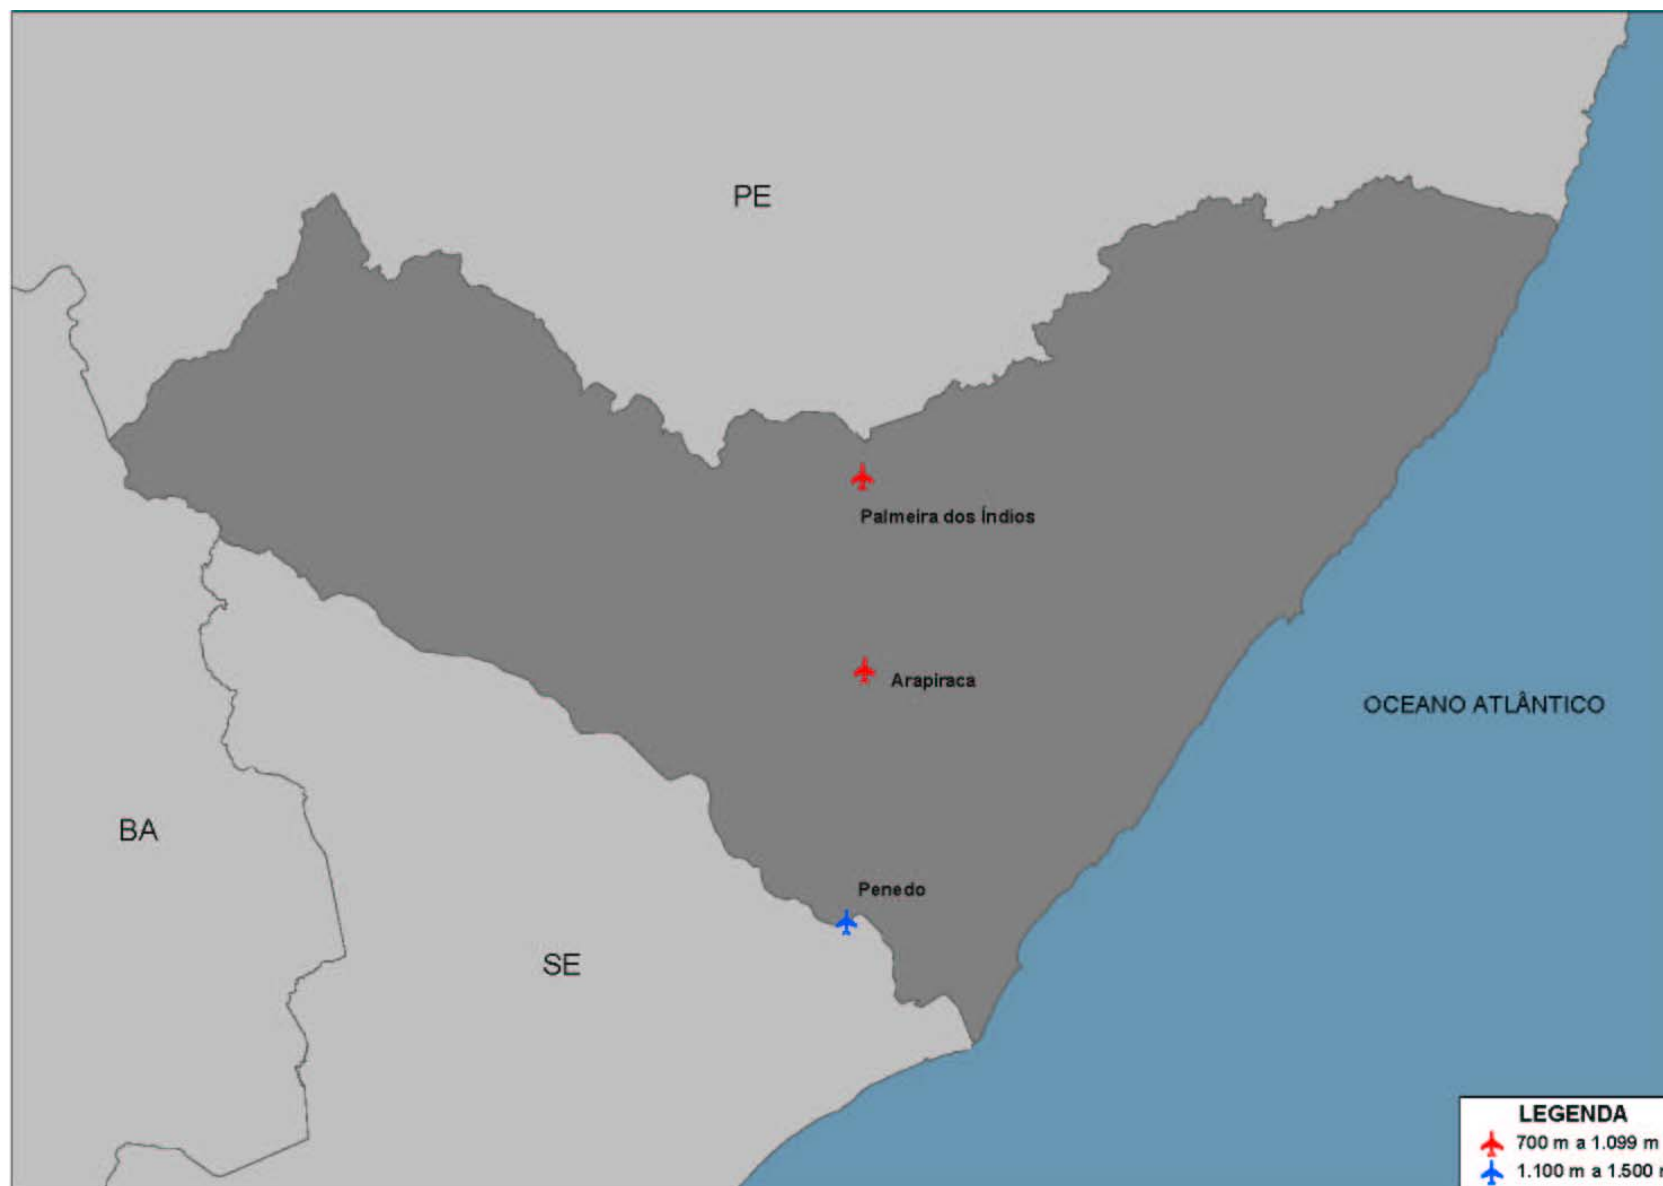 PE
Palmeira dos Índios
Arapiraca
OCEANO ATLÂNTICO
BA
Penedo
SE
LEGENDA
700 m a 1.099 m
1.100 m a 1.500